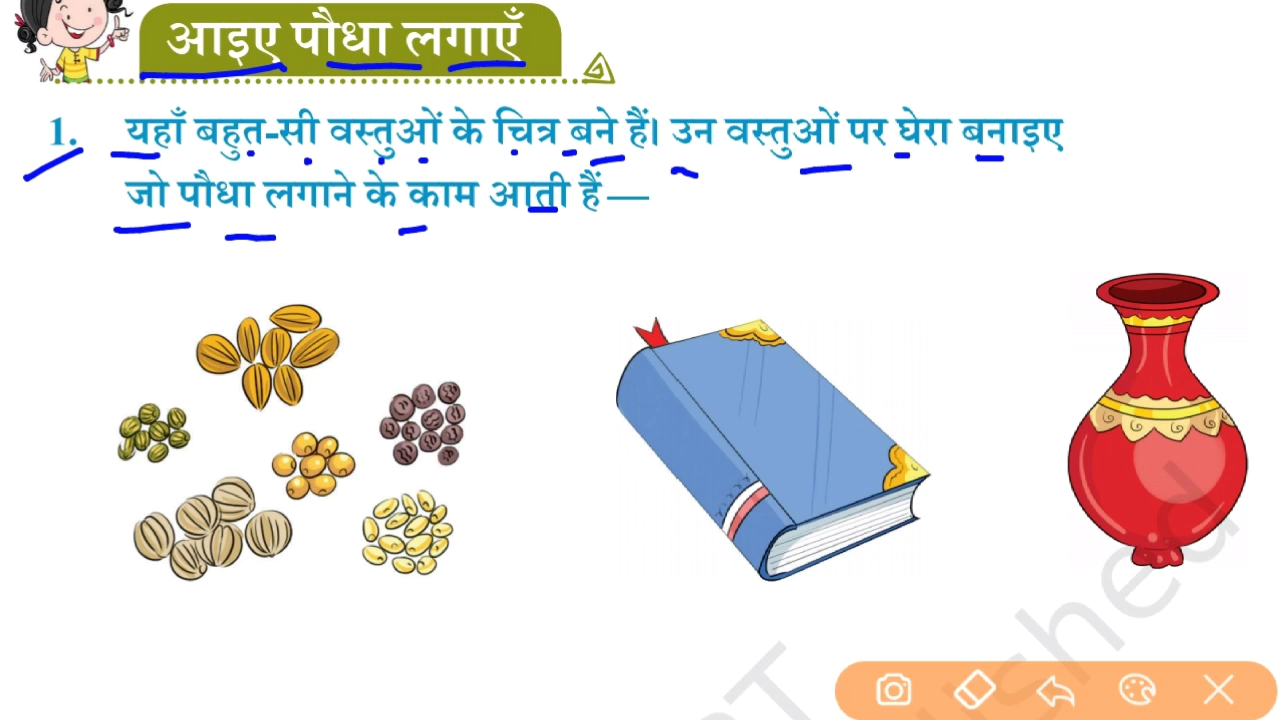 आइए पौधा लगाएँ
1. यहाँ बहुत-सी वस्तुओं के चित्र बने हैं। उन वस्तुओं पर घेरा बनाइए
जो पौधा लगाने के काम आती हैं—